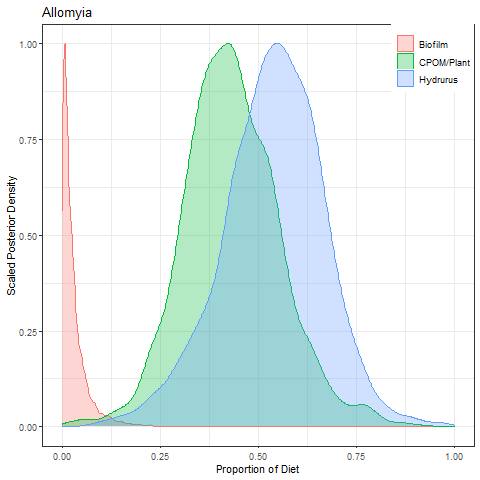 Allomyia
Biofilm
CPOM/Plant
Hydrurus
1.00
0.75
0.50
0.25
0.00
Scaled Posterior Density
0.00 0.25 0.50 0.75 1.00
Proportion of Diet